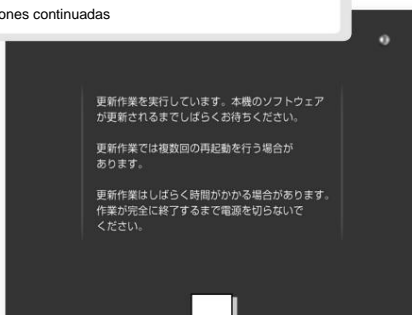 ones continuadas
更新作業を実行しています。本機のソフトウェア
が更新されるまでしばらくお待ちください。
更新作業では複数回の再起動を行う場合が
あります。
更新作業はしばらく時間がかかる場合があります。
作業が完全に終了するまで電源を切らないで
ください。